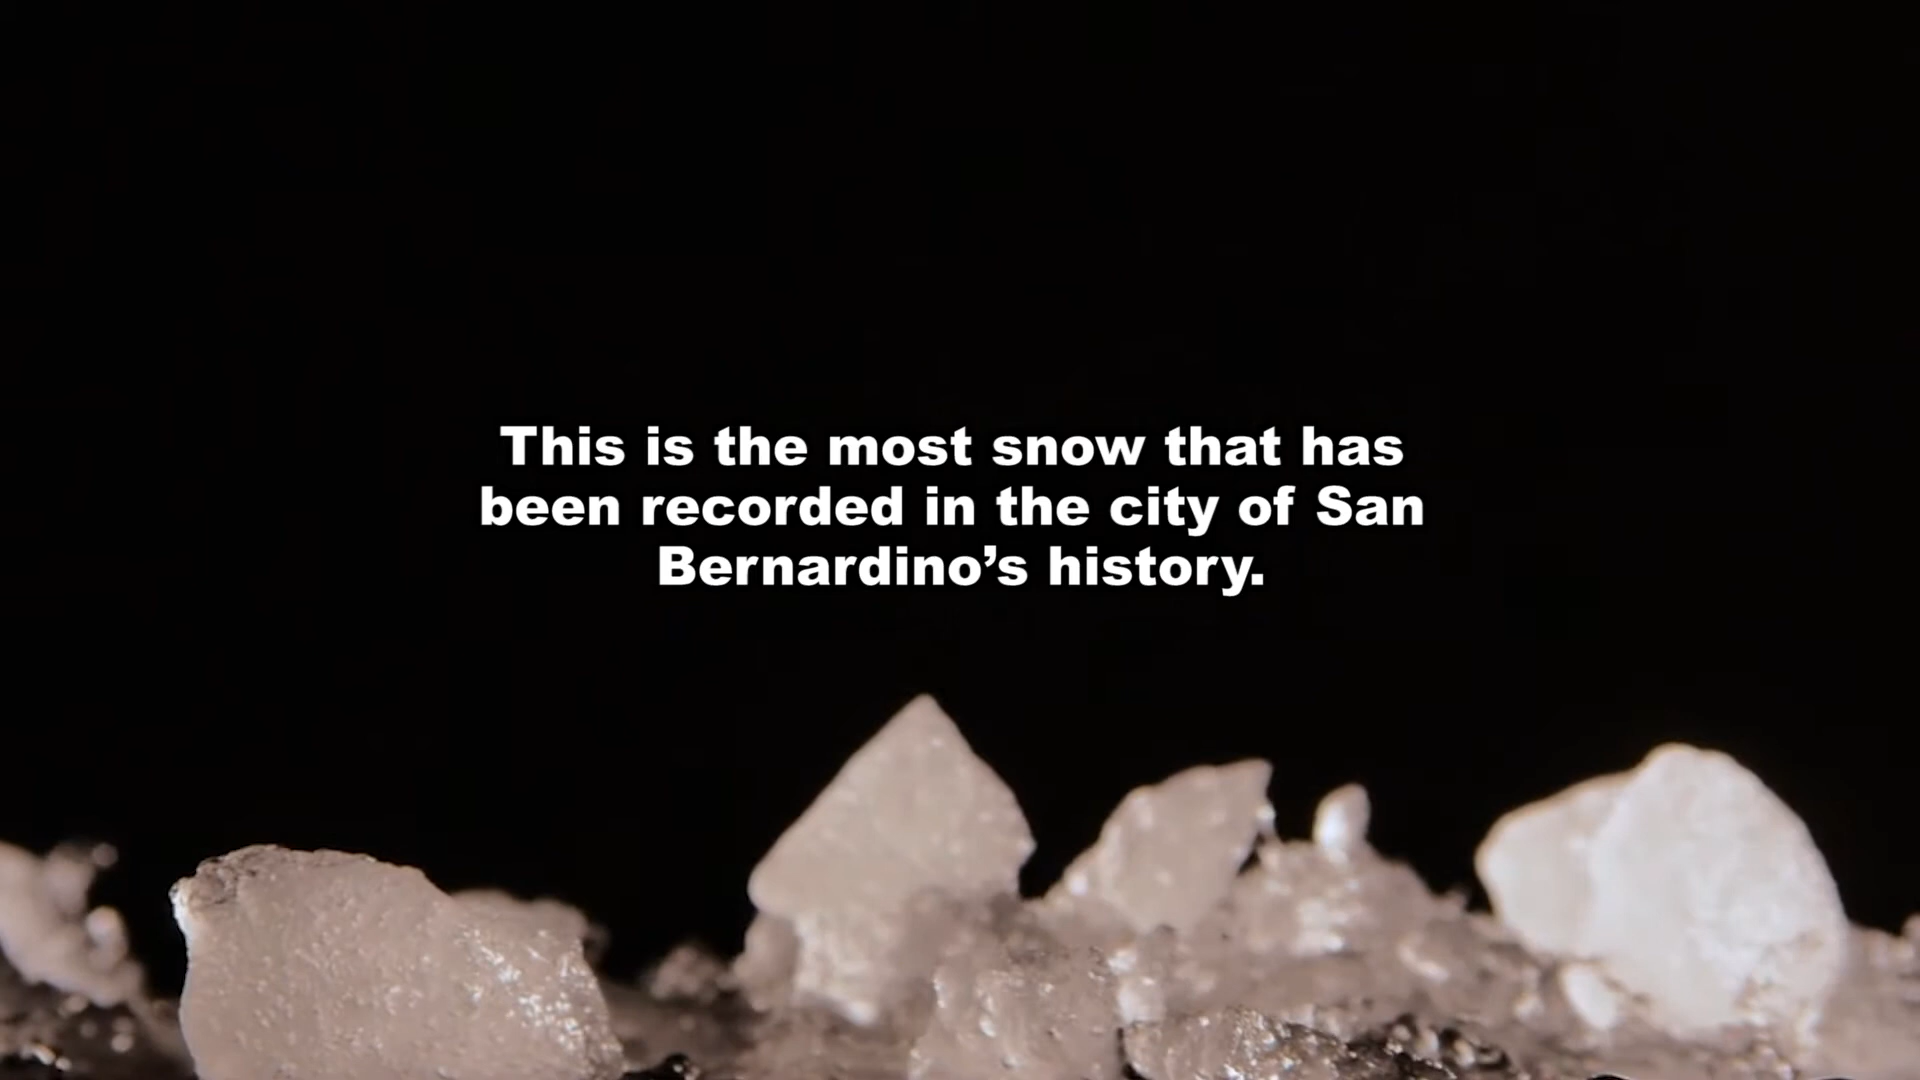 This is the most snow that has
been recorded in the city of San
Bernardino’s history.